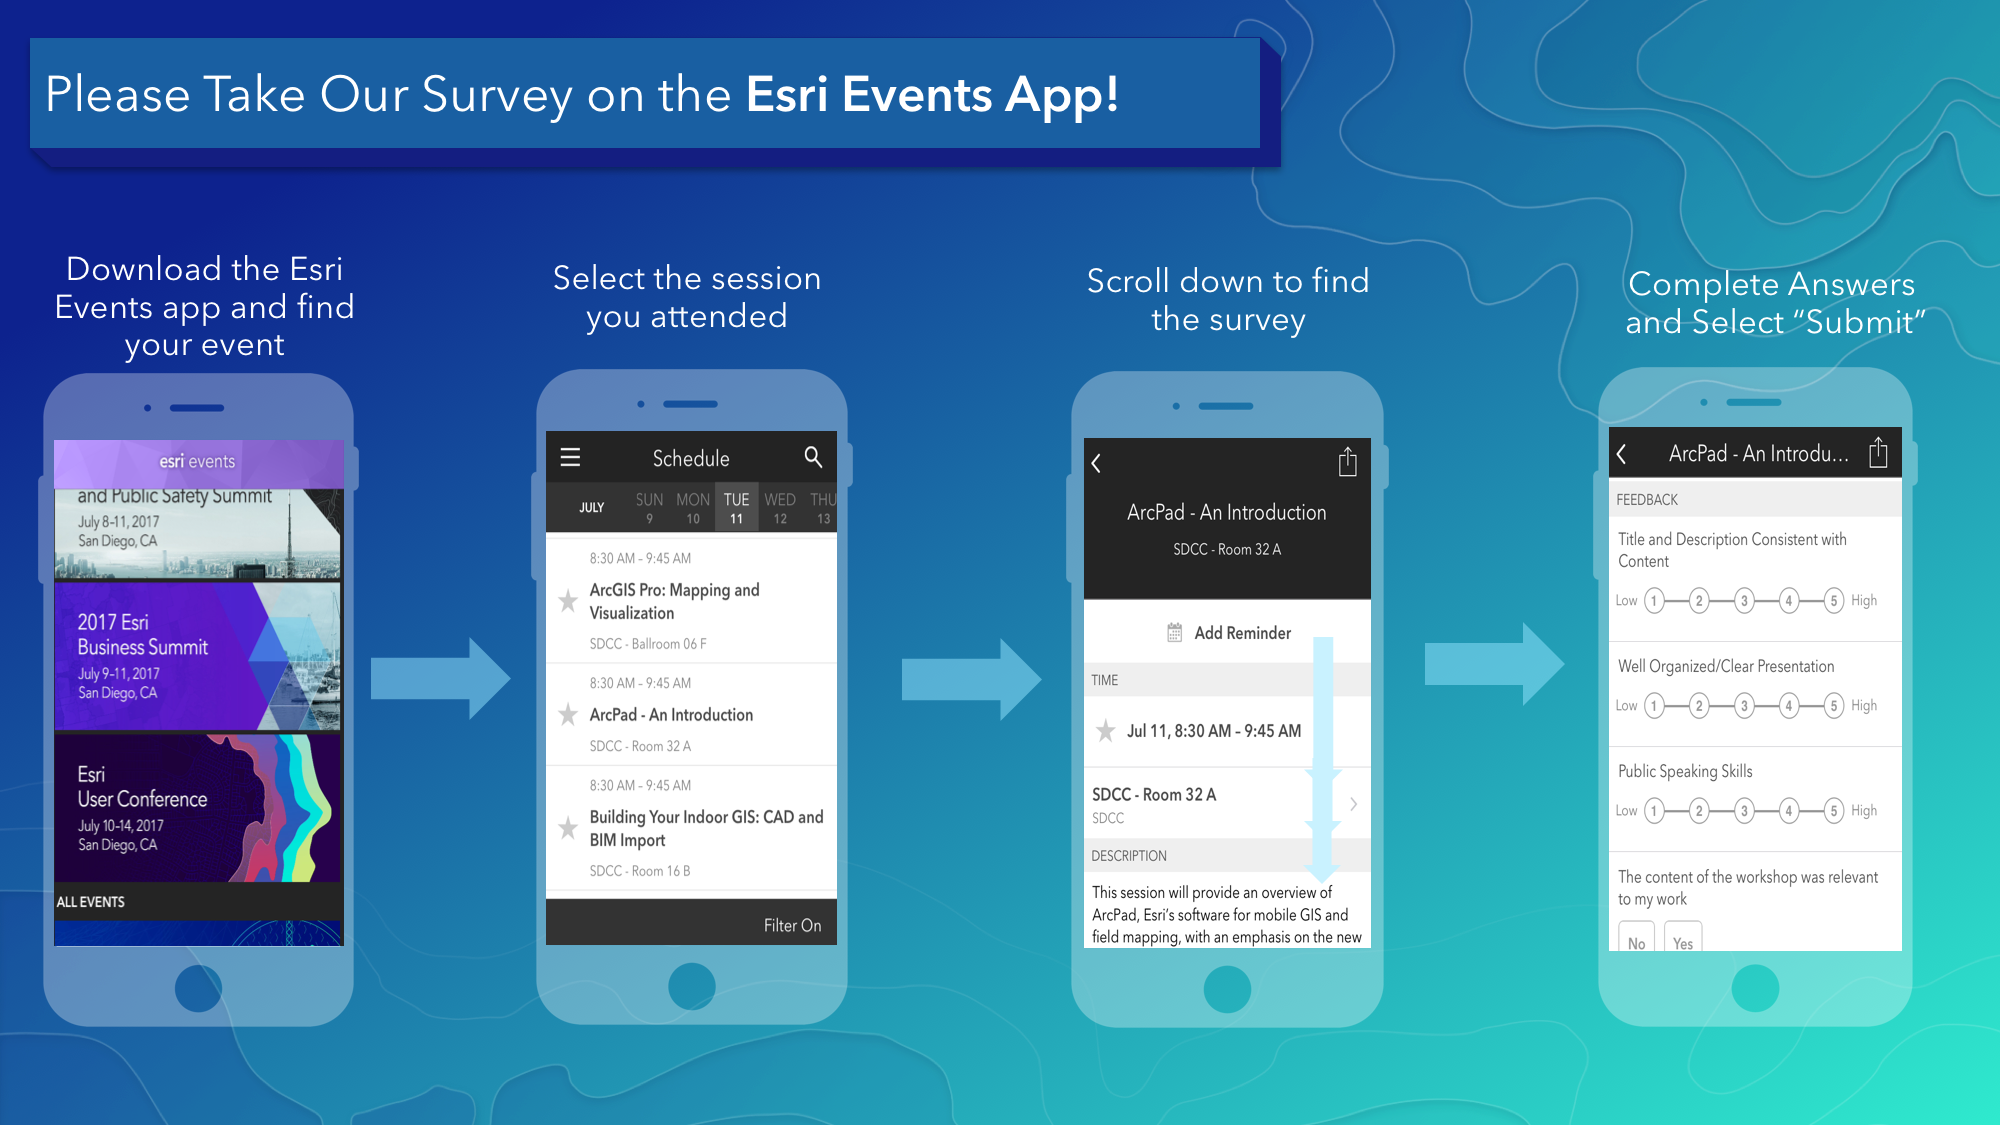 Please Take Our Survey on the Esri Events App!
Download the Esri
Events app and find
your event
Select the session
you attended
Scroll down to find
the survey
Complete Answers
and Select “Submit”
esri events
and Public Safety Summit
July 8-11, 2017
San Diego, CA
2017 Esri
Business Summit
July 9-11, 2017
San Diego, CA
Esri
User Conference
July 10-14, 2017
San Diego, CA
ALL EVENTS
Schedule
JULY SUN MON TUE WED THU
9 10 11 12 13
8:30 AM - 9:45 AM
ArcGIS Pro: Mapping and
Visualization
SDCC - Ballroom 06 F
8:30 AM - 9:45 AM
ArcPad - An Introduction
SDCC - Room 32 A
8:30 AM - 9:45 AM
Building Your Indoor GIS: CAD and
BIM Import
SDCC - Room 16 B
Filter On
ArcPad - An Introduction
SDCC - Room 32 A
Add Reminder
TIME
Jul 11, 8:30 AM - 9:45 AM
SDCC - Room 32 A
SDCC
DESCRIPTION
This session will provide an overview of
ArcPad, Esri's software for mobile GIS and
field mapping, with an emphasis on the new
ArcPad - An Introdu...
FEEDBACK
Title and Description Consistent with
Content
Low 1 2 3 4 5 High
Well Organized/Clear Presentation
Low 1 2 3 4 5 High
Public Speaking Skills
Low 1 2 3 4 5 High
The content of the workshop was relevant
to my work
No Yes